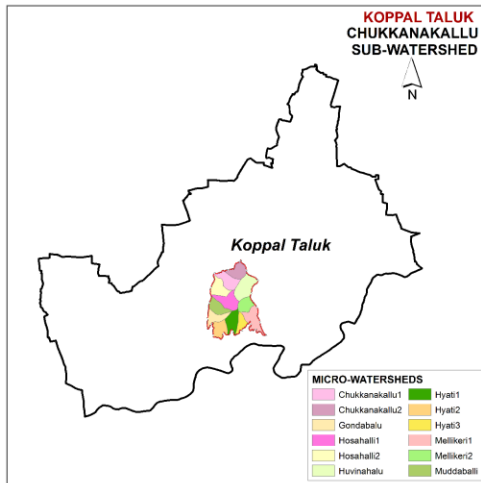 KOPPAL TALUK
CHUKKANAKALLU
SUB-WATERSHED
N
Koppal Taluk
MICRO-WATERSHEDS
Chukkanakallu1
Chukkanakallu2
Gondabalu
Hosahalli1
Hosahalli2
Huvinahalu
Hyati1
Hyati2
Hyati3
Mellikeri1
Mellikeri2
Muddaballi